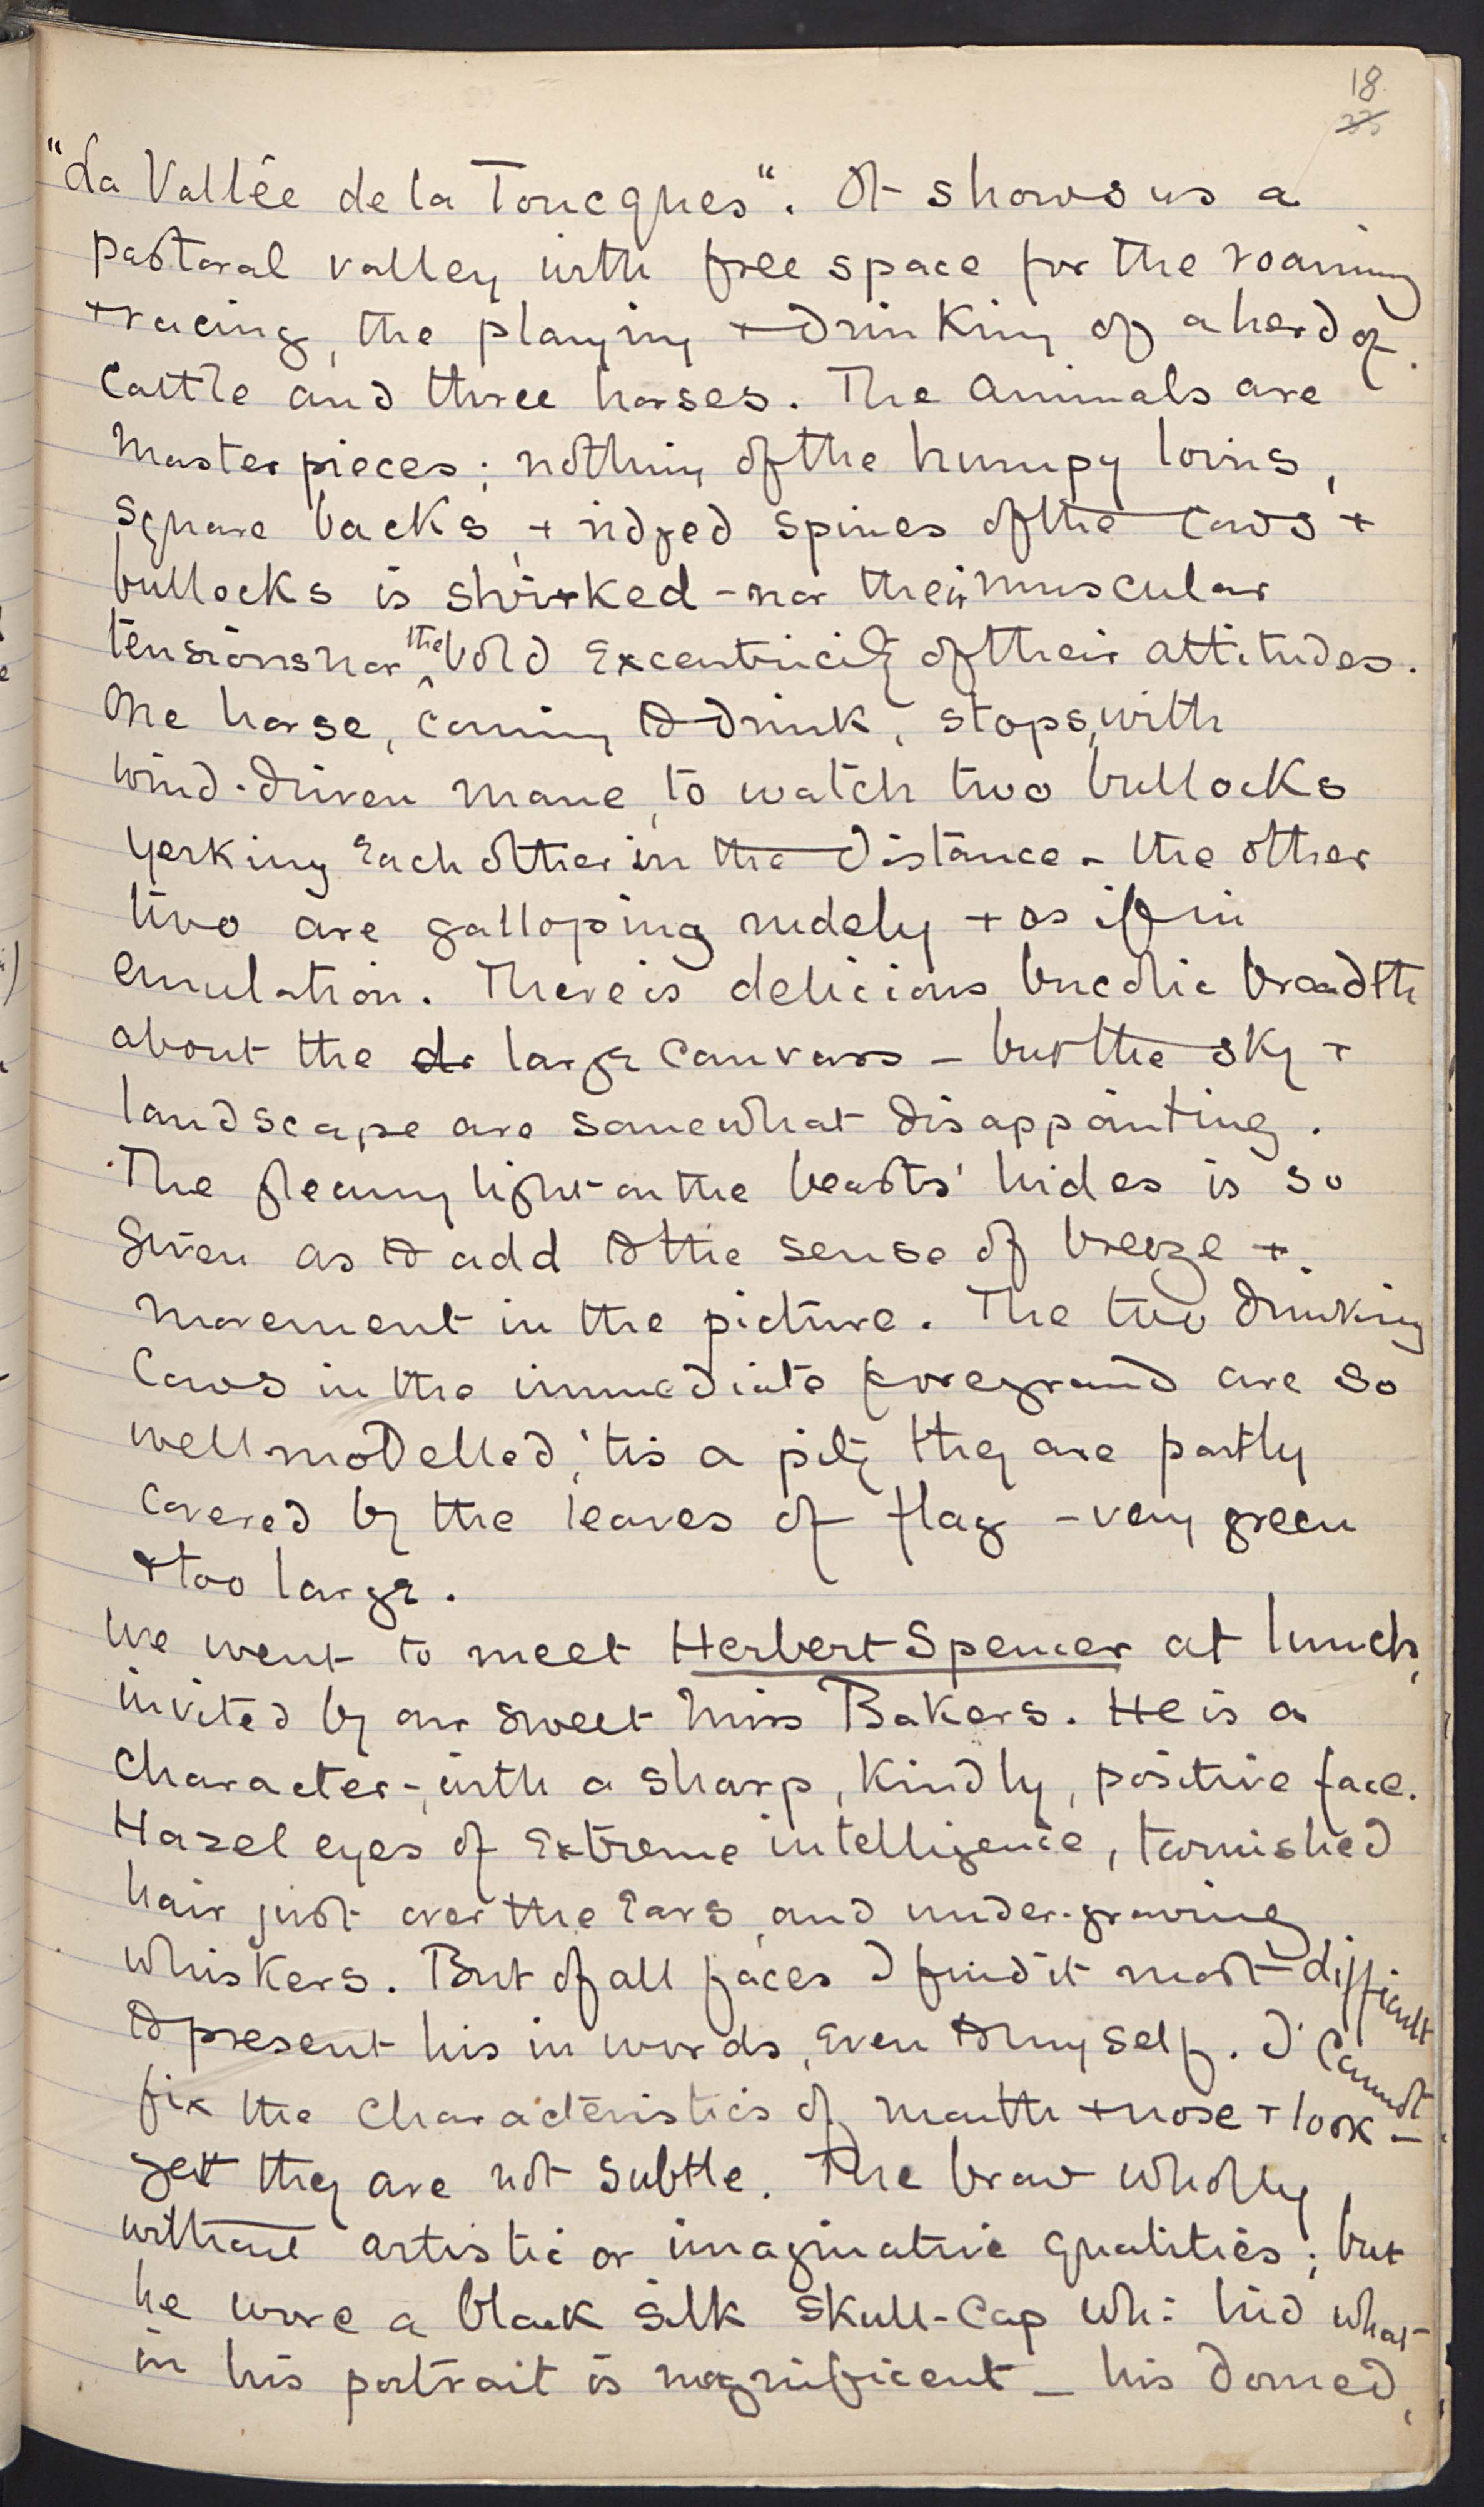 18
33
"La Vallée de la Toucques". It shows us a
pastoral valley with free space for the roaming
+ racing, the playing + drinking of a herd of
cattle and three horses. The animals are
masterpieces; nothing of the humpy loins,
square backs, + ridged spines of the cows +
bullocks is shirked - nor their muscular
tensions nor the bold excentricity of their attitudes.
One horse, coming to drink, stops, with
wind-driven mane, to watch two bullocks
yerking each other in the distance - the other
two are galloping rudely + as if in
emulation. There is delicious bucolic breadth
about the dr large canvass - but the sky +
landscape are somewhat disappointing.
The gleamy light on the beasts' hides is so
given as to add to the sense of breeze +
movement in the picture. The two drinking
cows in the immediate foreground are so
well modelled, 'tis a pity they are partly
covered by the leaves of flag - very green
+ too large.
We went to meet Herbert Spencer at lunch,
invited by our sweet Miss Bakers. He is a
character - with a sharp, kindly, positive face.
Hazel eyes of extreme intelligence, tarnished
hair just over the ears, and under-growing
whiskers. But of all faces I find it most difficult
to present his in words, even to myself. I cannot
fix the characteristics of mouth + nose + look -
yet they are not subtle. The brow wholly
without artistic or imaginative qualities; but
he wore a black silk skull-cap wh: hid what
in his portrait is magnificent - his domed,